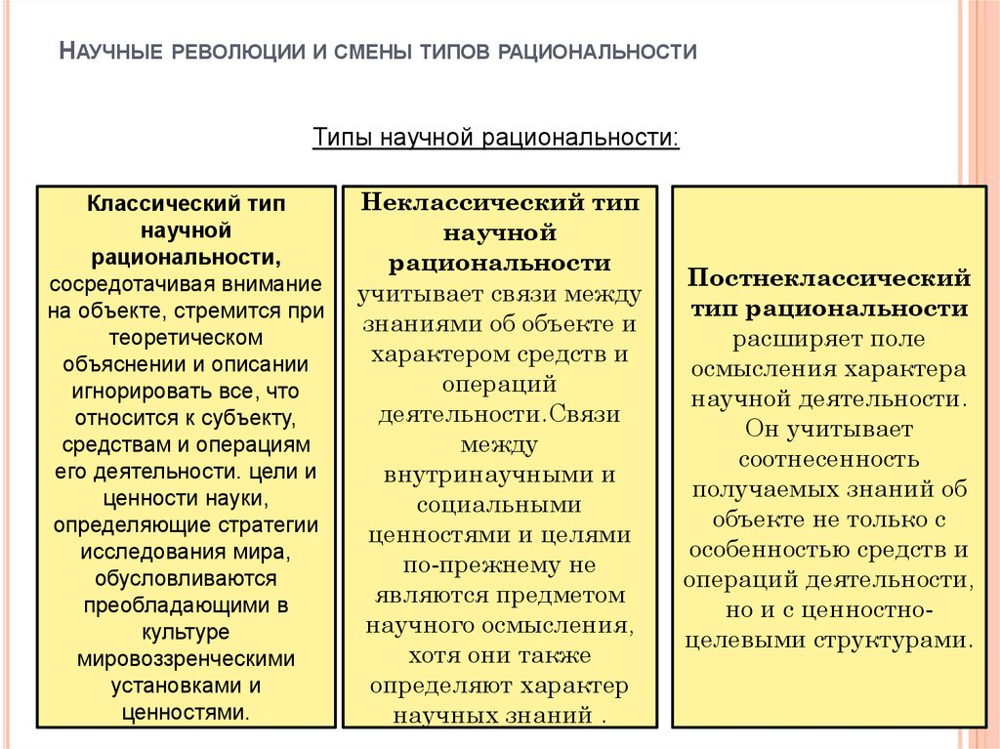 Научные революции и смены типов рациональности
Типы научной рациональности:
Классический тип
научной
рациональности,
сосредотачивая внимание
на объекте, стремится при
теоретическом
объяснении и описании
игнорировать все, что
относится к субъекту,
средствам и операциям
его деятельности. цели и
ценности науки,
определяющие стратегии
исследования мира,
обусловливаются
преобладающими в
культуре
мировоззренческими
установками и
ценностями.
Неклассический тип
научной
рациональности
учитывает связи между
знаниями об объекте и
характером средств и
операций
деятельности.Связи
между
внутринаучными и
социальными
ценностями и целями
по-прежнему не
являются предметом
научного осмысления,
хотя они также
определяют характер
научных знаний .
Постнеклассический
тип рациональности
расширяет поле
осмысления характера
научной деятельности.
Он учитывает
соотнесенность
получаемых знаний об
объекте не только с
особенностью средств и
операций деятельности,
но и с ценностно-
целевыми структурами.